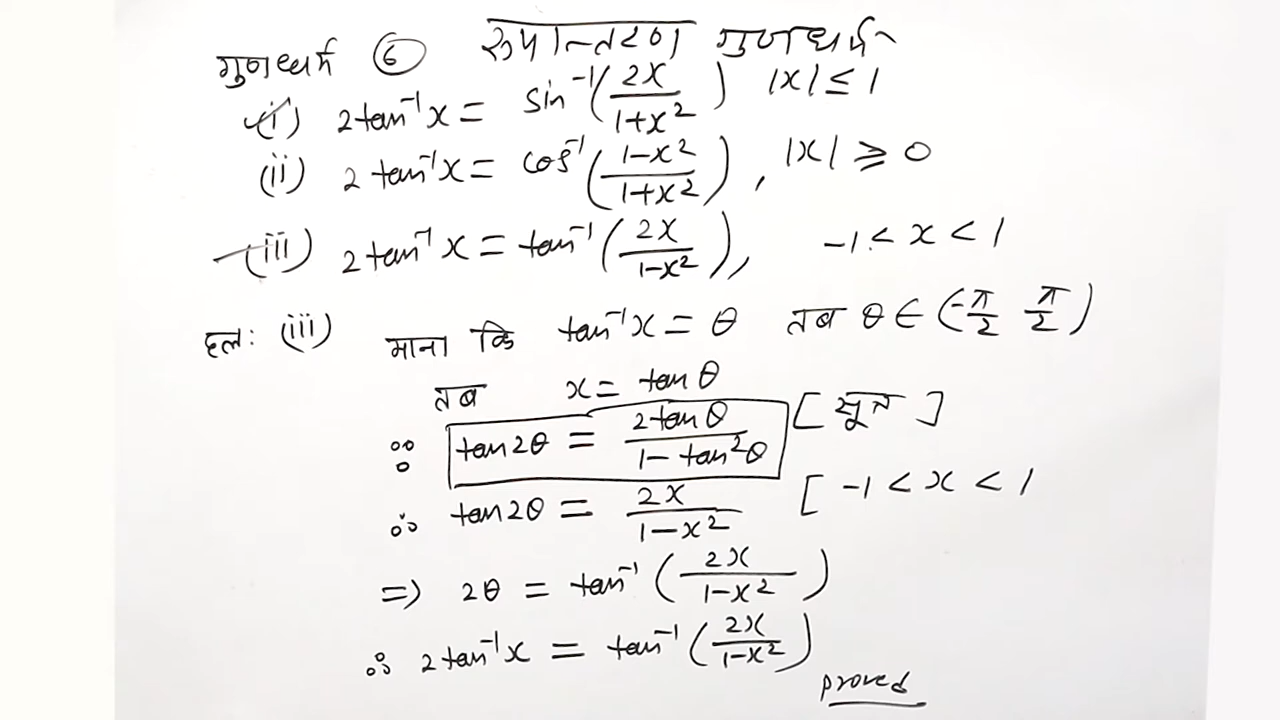 गुणधर्म ⑥ रूपान्तरण गुणधर्म
(i) 2tan⁻¹x = sin⁻¹(2x/1+x²) |x| ≤ 1
(ii) 2 tan⁻¹x = cos⁻¹(1-x²/1+x²), |x| ≥ 0
(iii) 2tan⁻¹x = tan⁻¹(2x/1-x²), -1 < x < 1
हलः (iii) माना कि tan⁻¹x = θ तब θ ∈ (-π/2 π/2)
तब x = tanθ
∵ tan2θ = 2tanθ/1-tan²θ [सूत्र]
∴ tan2θ = 2x/1-x² [-1 < x < 1
=> 2θ = tan⁻¹(2x/1-x²)
∴ 2tan⁻¹x = tan⁻¹(2x/1-x²)
proved